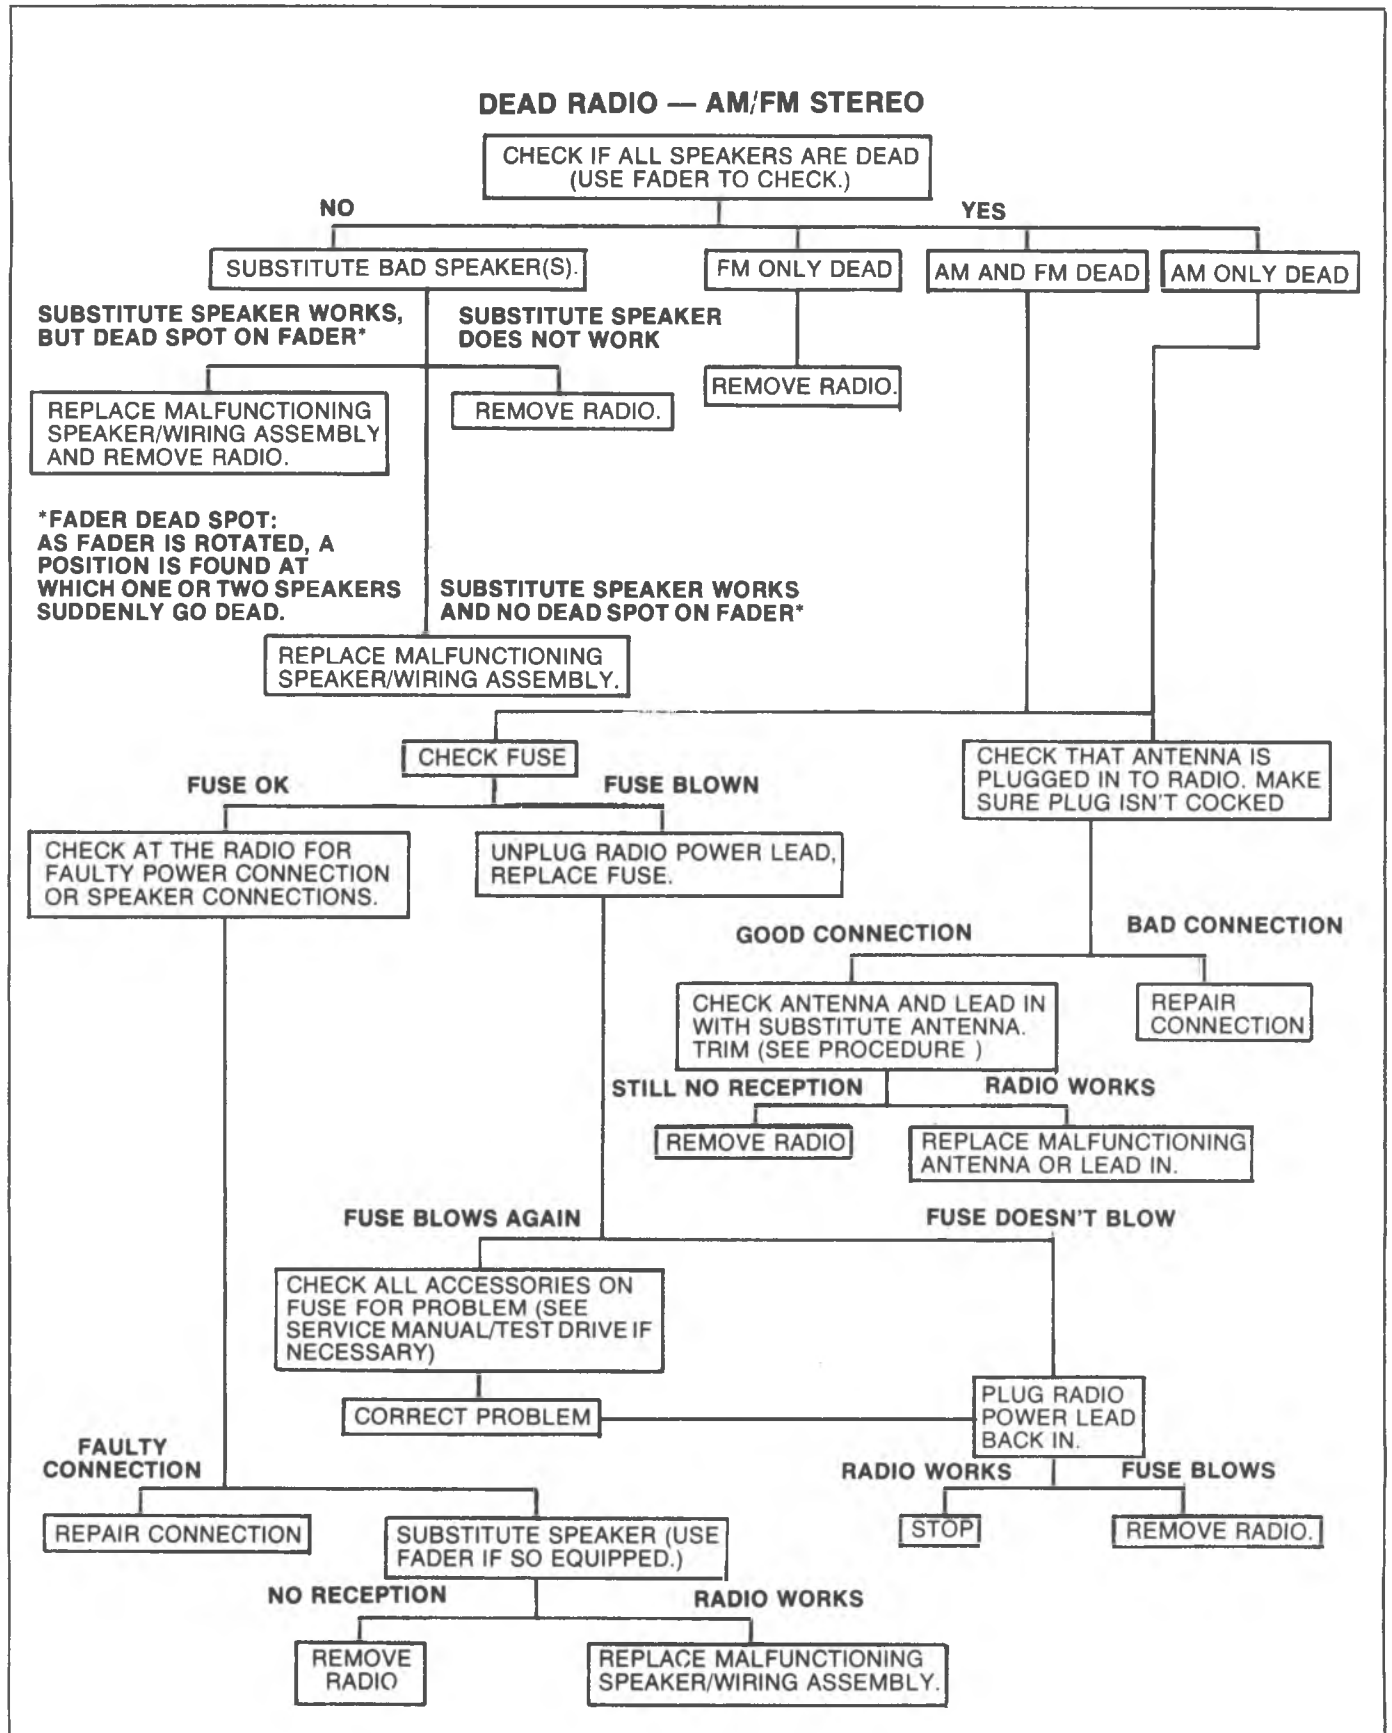 DEAD RADIO — AM/FM STEREO
CHECK IF ALL SPEAKERS ARE DEAD
(USE FADER TO CHECK.)
NO
YES
SUBSTITUTE BAD SPEAKER(S).
FM ONLY DEAD
AM AND FM DEAD
AM ONLY DEAD
SUBSTITUTE SPEAKER WORKS,
BUT DEAD SPOT ON FADER*
SUBSTITUTE SPEAKER
DOES NOT WORK
REPLACE MALFUNCTIONING
SPEAKER/WIRING ASSEMBLY
AND REMOVE RADIO.
REMOVE RADIO.
REMOVE RADIO.
*FADER DEAD SPOT:
AS FADER IS ROTATED, A
POSITION IS FOUND AT
WHICH ONE OR TWO SPEAKERS
SUDDENLY GO DEAD.
SUBSTITUTE SPEAKER WORKS
AND NO DEAD SPOT ON FADER*
REPLACE MALFUNCTIONING
SPEAKER/WIRING ASSEMBLY.
CHECK FUSE
CHECK THAT ANTENNA IS
PLUGGED IN TO RADIO. MAKE
SURE PLUG ISN'T COCKED
FUSE OK
FUSE BLOWN
CHECK AT THE RADIO FOR
FAULTY POWER CONNECTION
OR SPEAKER CONNECTIONS.
UNPLUG RADIO POWER LEAD,
REPLACE FUSE.
GOOD CONNECTION
BAD CONNECTION
CHECK ANTENNA AND LEAD IN
WITH SUBSTITUTE ANTENNA.
TRIM (SEE PROCEDURE )
REPAIR
CONNECTION
STILL NO RECEPTION
RADIO WORKS
REMOVE RADIO
REPLACE MALFUNCTIONING
ANTENNA OR LEAD IN.
FUSE BLOWS AGAIN
FUSE DOESN'T BLOW
CHECK ALL ACCESSORIES ON
FUSE FOR PROBLEM (SEE
SERVICE MANUAL/TEST DRIVE IF
NECESSARY)
CORRECT PROBLEM
PLUG RADIO
POWER LEAD
BACK IN.
FAULTY
CONNECTION
RADIO WORKS
FUSE BLOWS
REPAIR CONNECTION
SUBSTITUTE SPEAKER (USE
FADER IF SO EQUIPPED.)
STOP
REMOVE RADIO.
NO RECEPTION
RADIO WORKS
REMOVE
RADIO
REPLACE MALFUNCTIONING
SPEAKER/WIRING ASSEMBLY.